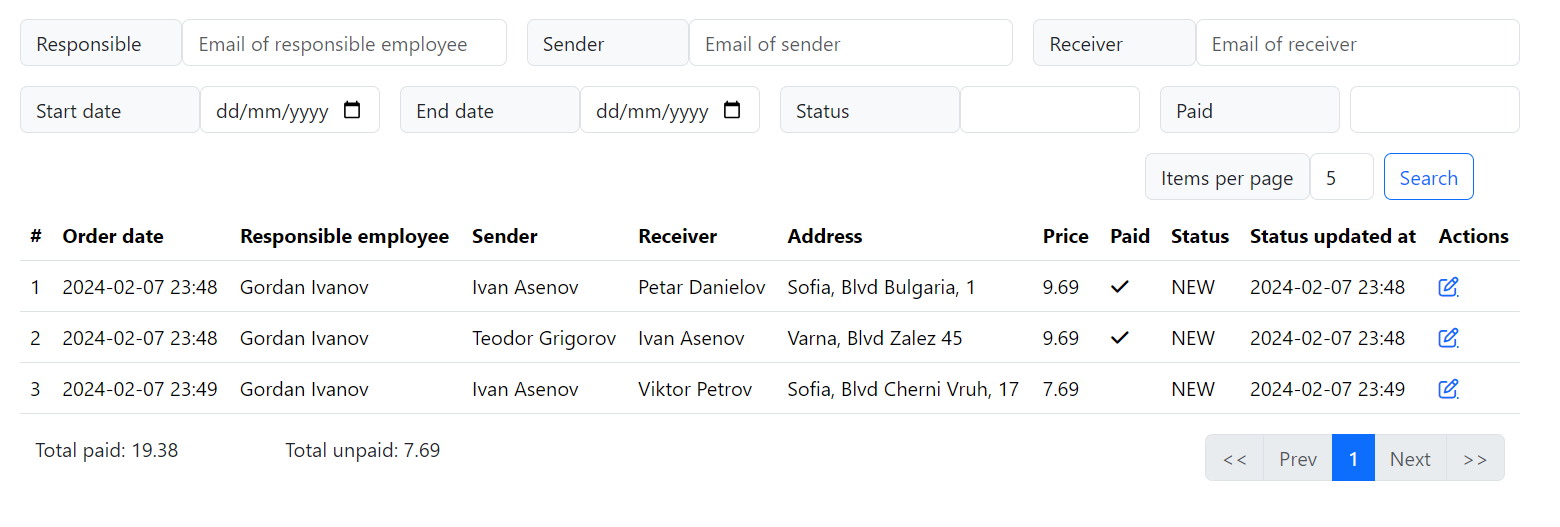 Responsible Email of responsible employee Sender Email of sender Receiver Email of receiver
Start date dd/mm/yyyy End date dd/mm/yyyy Status Paid
Items per page 5 Search
# Order date Responsible employee Sender Receiver Address Price Paid Status Status updated at Actions
1 2024-02-07 23:48 Gordan Ivanov Ivan Asenov Petar Danielov Sofia, Blvd Bulgaria, 1 9.69 NEW 2024-02-07 23:48
2 2024-02-07 23:48 Gordan Ivanov Teodor Grigorov Ivan Asenov Varna, Blvd Zalez 45 9.69 NEW 2024-02-07 23:48
3 2024-02-07 23:49 Gordan Ivanov Ivan Asenov Viktor Petrov Sofia, Blvd Cherni Vruh, 17 7.69 NEW 2024-02-07 23:49
Total paid: 19.38 Total unpaid: 7.69 << Prev 1 Next >>